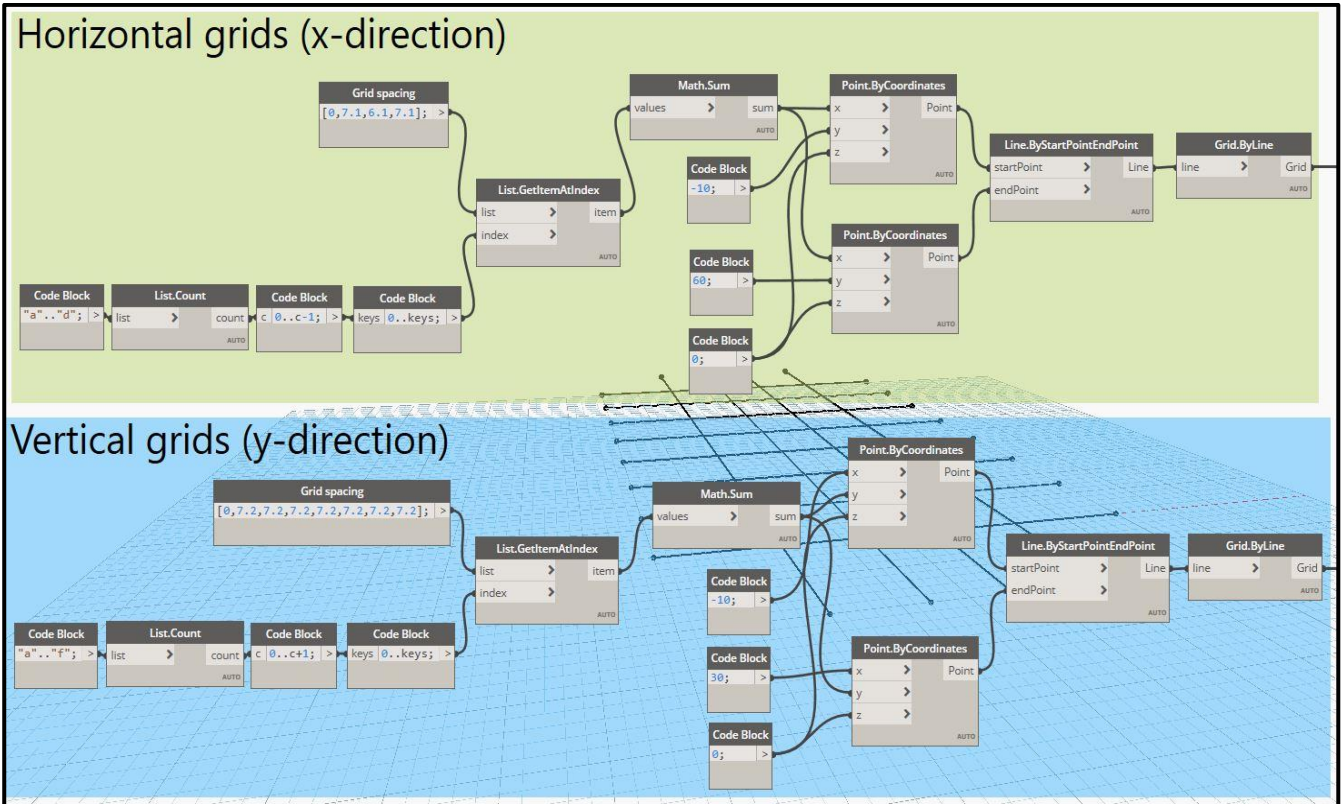 Horizontal grids (x-direction)
Grid spacing
[0,7.1,6.1,7.1]; >
Math.Sum
values > sum
AUTO
Point.ByCoordinates
x > Point
y >
z >
AUTO
Code Block
-10; >
Line.ByStartPointEndPoint
startPoint > Line
endPoint >
AUTO
Grid.ByLine
line > Grid
AUTO
List.GetItemAtIndex
list > item
index >
AUTO
Point.ByCoordinates
x > Point
y >
z >
AUTO
Code Block
60; >
Code Block
"a".."d"; >
List.Count
list > count
AUTO
Code Block
c 0..c-1; >
Code Block
keys 0..keys; >
Code Block
0; >
Vertical grids (y-direction)
Grid spacing
[0,7.2,7.2,7.2,7.2,7.2,7.2,7.2]; >
Math.Sum
values > sum
AUTO
Point.ByCoordinates
x > Point
y >
z >
AUTO
List.GetItemAtIndex
list > item
index >
AUTO
Line.ByStartPointEndPoint
startPoint > Line
endPoint >
AUTO
Grid.ByLine
line > Grid
AUTO
Code Block
-10; >
Code Block
"a".."f"; >
List.Count
list > count
AUTO
Code Block
c 0..c+1; >
Code Block
keys 0..keys; >
Code Block
30; >
Point.ByCoordinates
x > Point
y >
z >
AUTO
Code Block
0; >